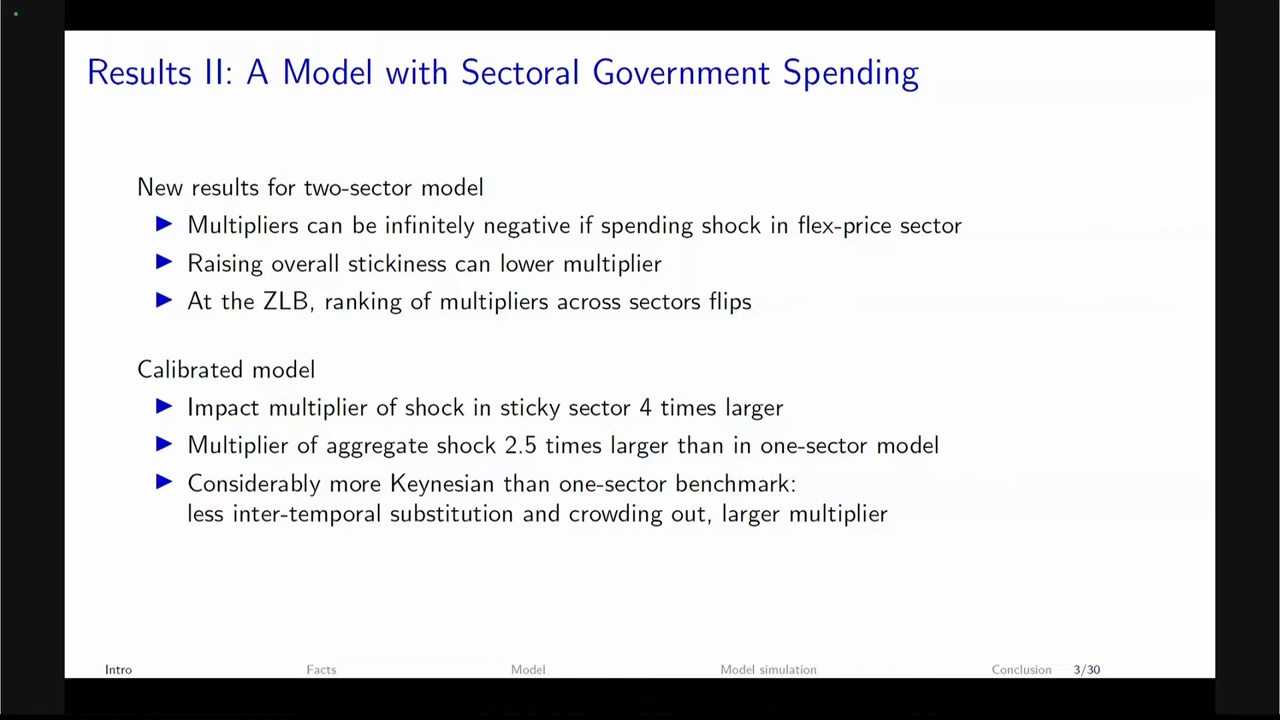 Results II: A Model with Sectoral Government Spending
New results for two-sector model
Multipliers can be infinitely negative if spending shock in flex-price sector
Raising overall stickiness can lower multiplier
At the ZLB, ranking of multipliers across sectors flips
Calibrated model
Impact multiplier of shock in sticky sector 4 times larger
Multiplier of aggregate shock 2.5 times larger than in one-sector model
Considerably more Keynesian than one-sector benchmark:
less inter-temporal substitution and crowding out, larger multiplier
Intro Facts Model Model simulation Conclusion 3/30